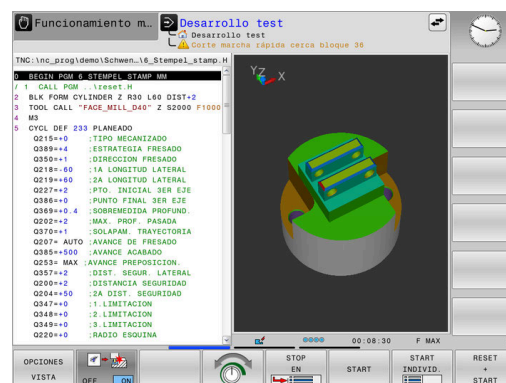 Funcionamiento m…
Desarrollo test
Desarrollo test
Corte marcha rápida cerca bloque 36
TNC:\nc_prog\demo\Schwen…\6_Stempel_stamp.H
0 BEGIN PGM 6_STEMPEL_STAMP MM
/ 1 CALL PGM ..\reset.H
2 BLK FORM CYLINDER Z R30 L60 DIST+2
3 TOOL CALL "FACE_MILL_D40" Z S2000 F1000
4 M3
5 CYCL DEF 233 PLANEADO
Q215=+0 ;TIPO MECANIZADO
Q389=+4 ;ESTRATEGIA FRESADO
Q350=+1 ;DIRECCION FRESADO
Q218=-60 ;1A LONGITUD LATERAL
Q219=+60 ;2A LONGITUD LATERAL
Q227=+2 ;PTO. INICIAL 3ER EJE
Q386=+0 ;PUNTO FINAL 3ER EJE
Q369=+0.4 ;SOBREMEDIDA PROFUND.
Q202=+2 ;MAX. PROF. PASADA
Q370=+1 ;SOLAPAM. TRAYECTORIA
Q207= AUTO ;AVANCE DE FRESADO
Q385=+500 ;AVANCE ACABADO
Q253= MAX ;AVANCE PREPOSICION.
Q357=+2 ;DIST. SEGUR. LATERAL
Q200=+2 ;DISTANCIA SEGURIDAD
Q204=+50 ;2A DIST. SEGURIDAD
Q347=+0 ;1.LIMITACION
Q348=+0 ;2.LIMITACION
Q349=+0 ;3.LIMITACION
Q220=+0 ;RADIO ESQUINA
Y Z X
00:08:30 F MAX
OPCIONES
VISTA
OFF ON
STOP
EN
START
START
INDIVID.
RESET
+
START